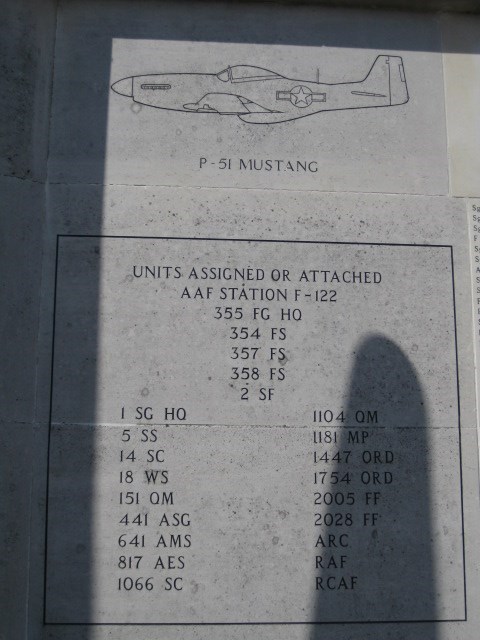 P-51 MUSTANG
UNITS ASSIGNED OR ATTACHED
AAF STATION F-122
355 FG HQ
354 FS
357 FS
358 FS
2 SF
1 SG HQ
5 SS
14 SC
18 WS
151 QM
441 ASG
641 AMS
817 AES
1066 SC
1104 QM
1181 MP
1447 ORD
1754 ORD
2005 FF
2028 FF
ARC
RAF
RCAF